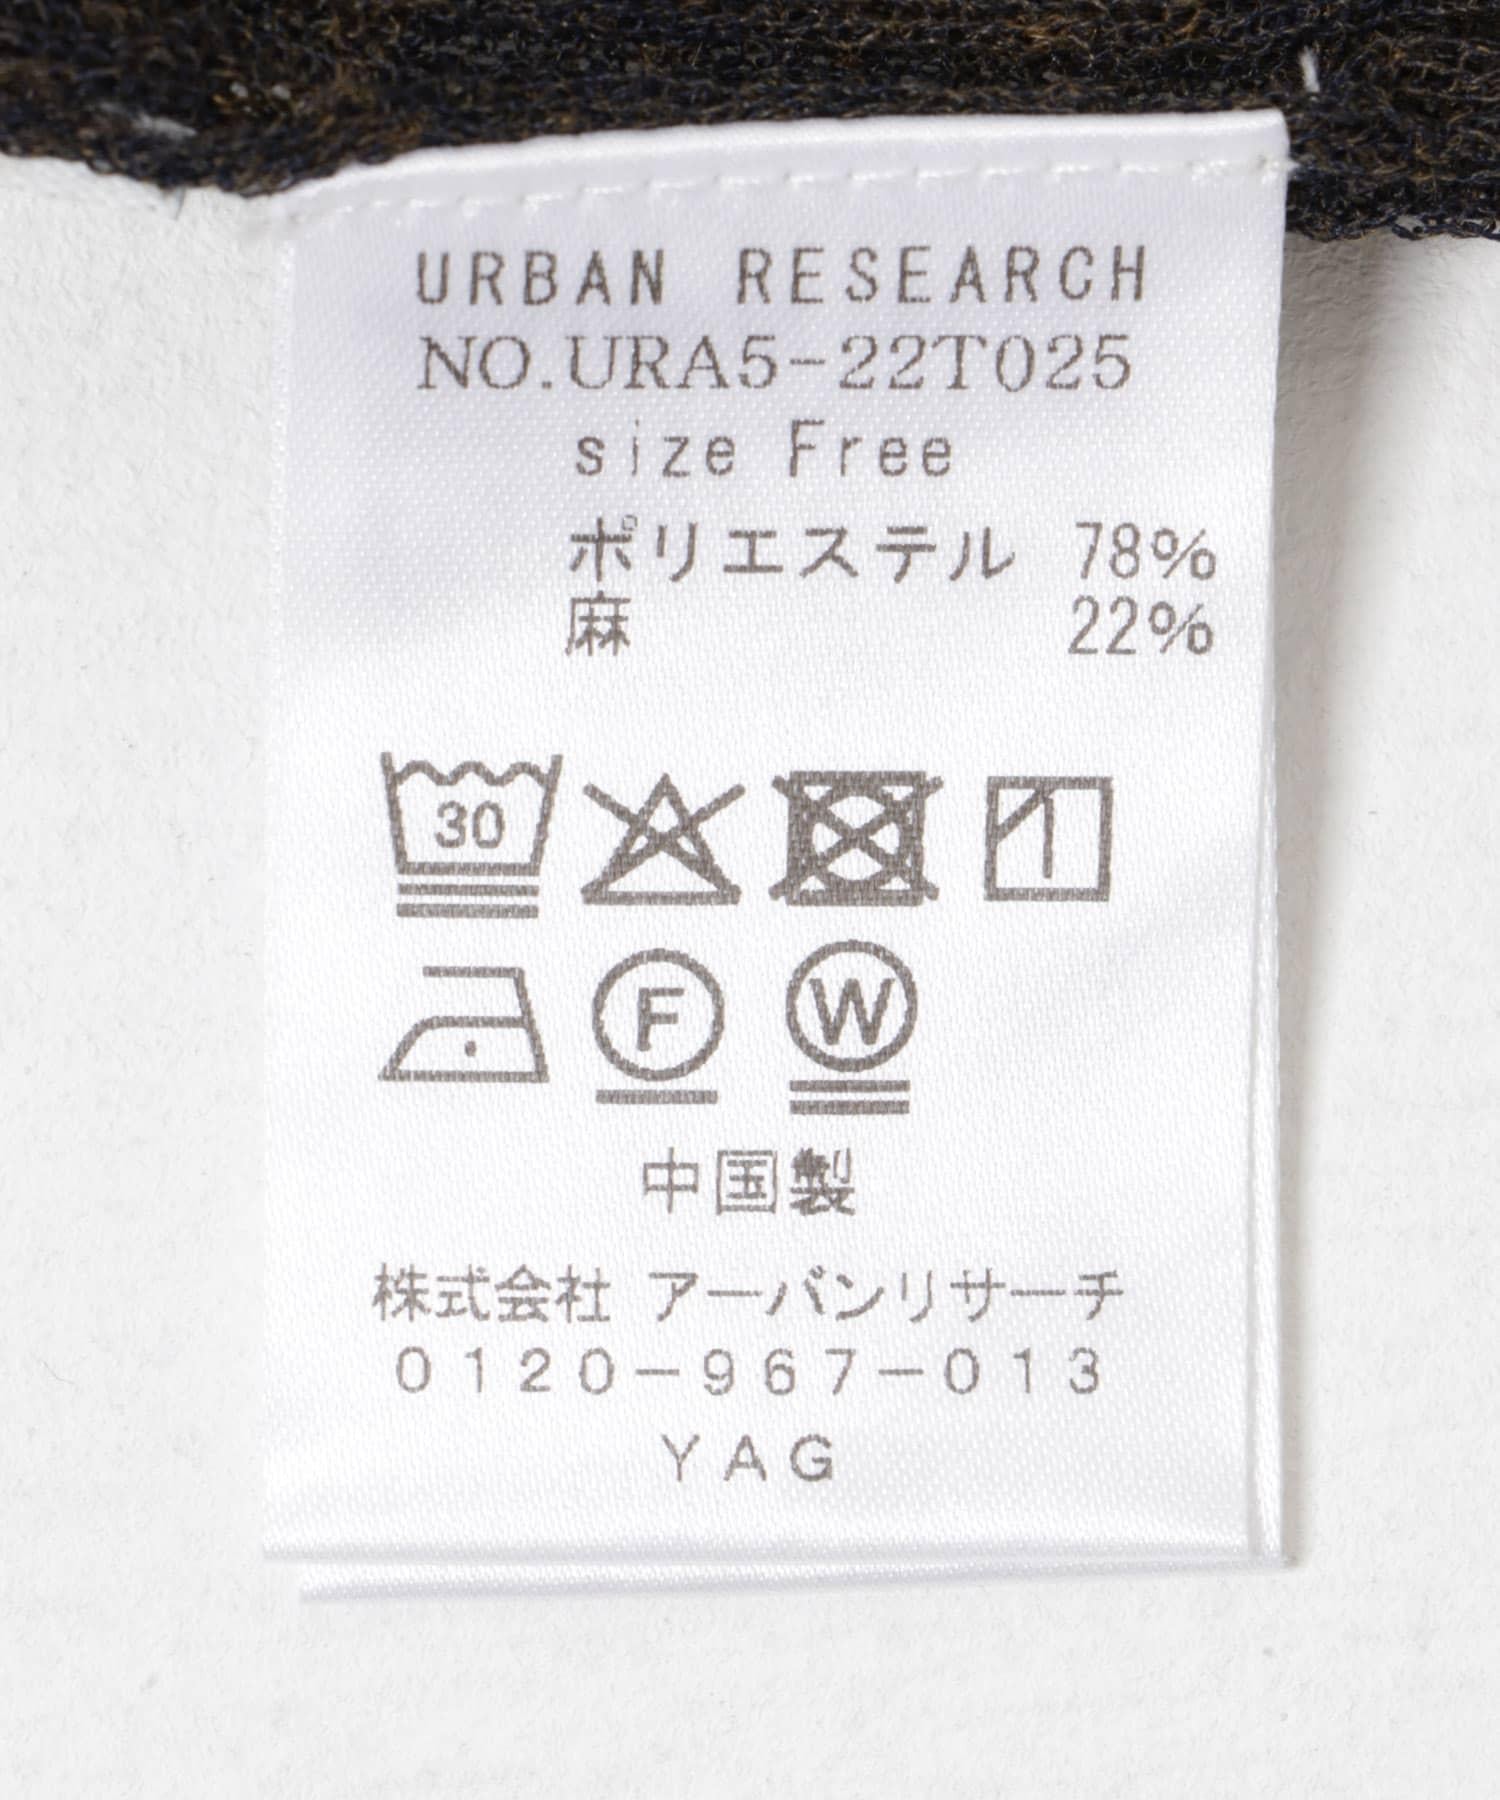 URBAN RESEARCH
NO.URA5-22T025
size Free
ポリエステル 78%
麻 22%
30
F W
中国製
株式会社 アーバンリサーチ
0120-967-013
YAG